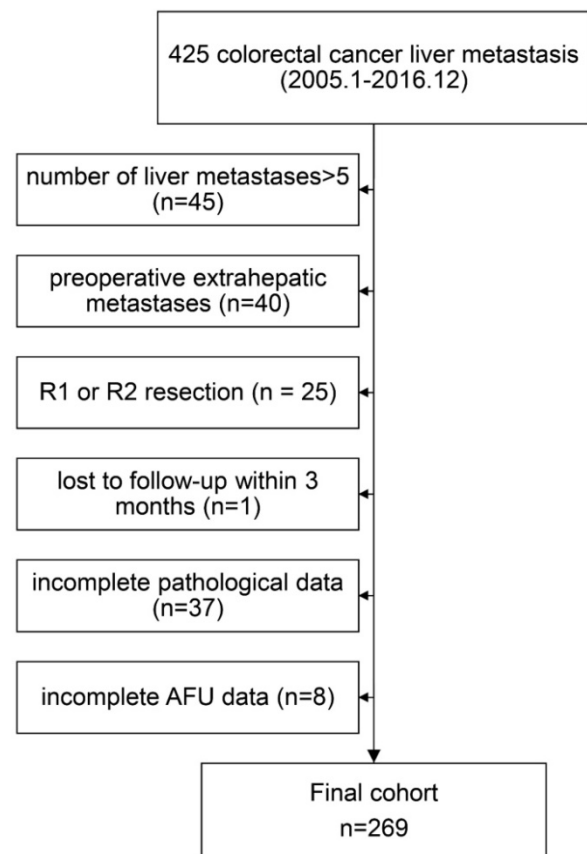 425 colorectal cancer liver metastasis
(2005.1-2016.12)
number of liver metastases>5
(n=45)
preoperative extrahepatic
metastases (n=40)
R1 or R2 resection (n = 25)
lost to follow-up within 3
months (n=1)
incomplete pathological data
(n=37)
incomplete AFU data (n=8)
Final cohort
n=269